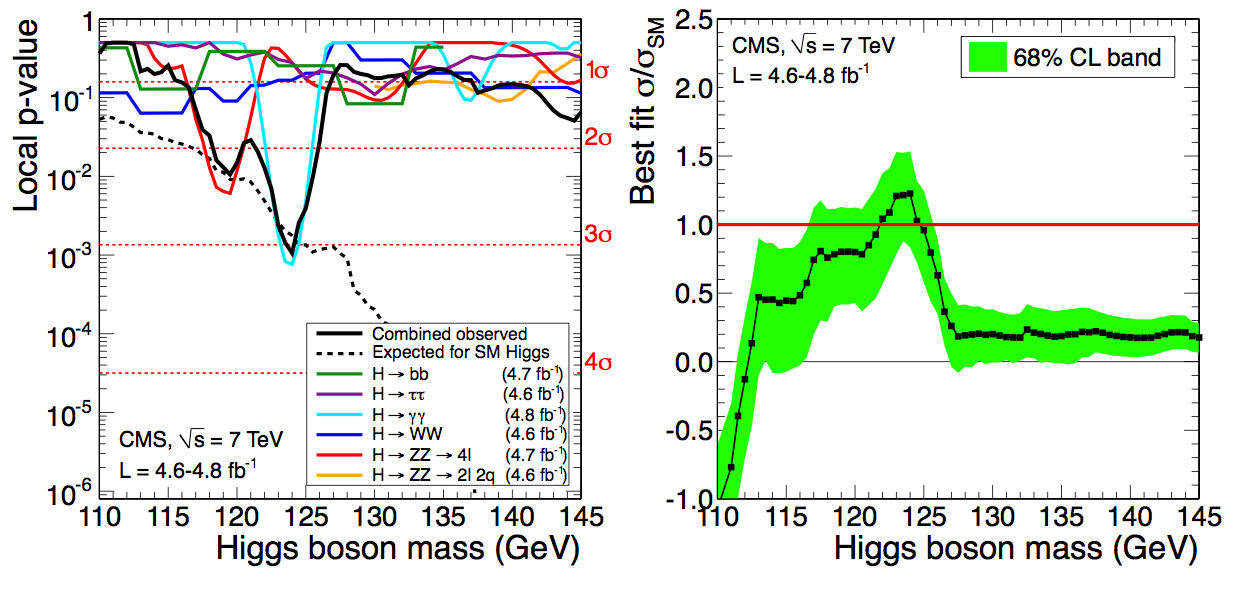 Local p-value
1
10⁻¹
10⁻²
10⁻³
10⁻⁴
10⁻⁵
10⁻⁶
1σ
2σ
3σ
4σ
Combined observed
Expected for SM Higgs
H → bb (4.7 fb⁻¹)
H → ττ (4.6 fb⁻¹)
H → γγ (4.8 fb⁻¹)
H → WW (4.6 fb⁻¹)
H → ZZ → 4l (4.7 fb⁻¹)
H → ZZ → 2l 2q (4.6 fb⁻¹)
CMS, √s = 7 TeV
L = 4.6-4.8 fb⁻¹
110 115 120 125 130 135 140 145
Higgs boson mass (GeV)
Best fit σ/σ_SM
2.5
2.0
1.5
1.0
0.5
0.0
-0.5
-1.0
CMS, √s = 7 TeV
L = 4.6-4.8 fb⁻¹
68% CL band
110 115 120 125 130 135 140 145
Higgs boson mass (GeV)